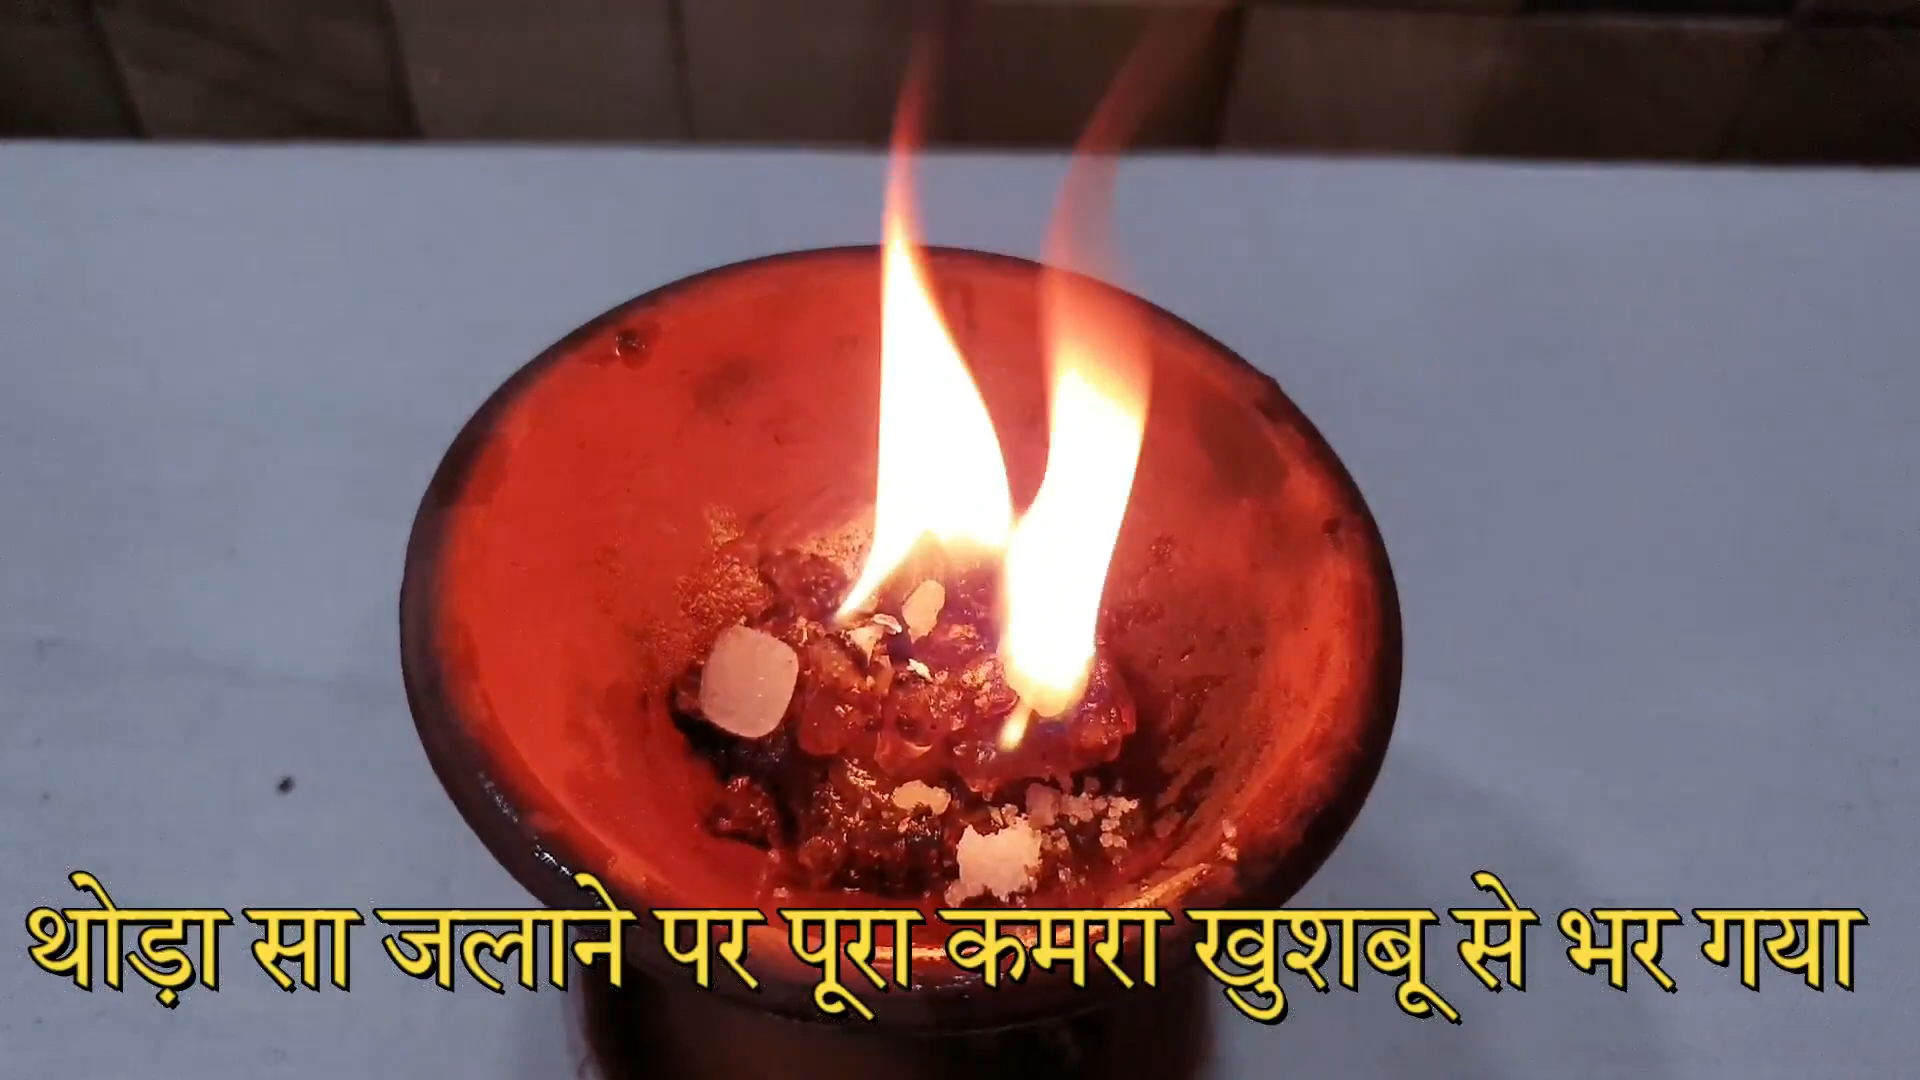 थोड़ा सा जलाने पर पूरा कमरा खुशबू से भर गया